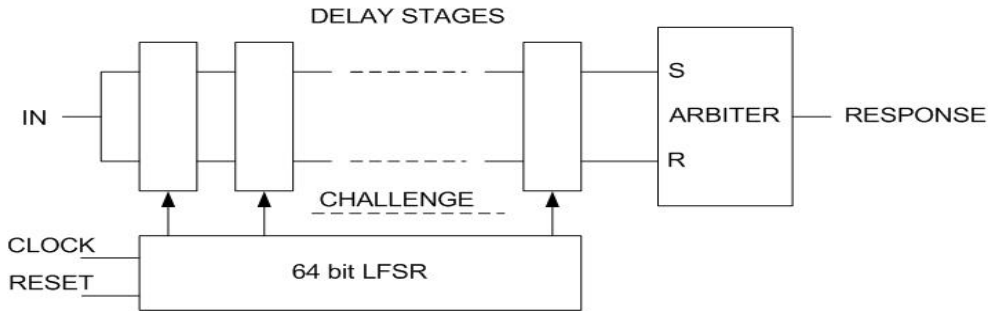 DELAY STAGES
S
IN
ARBITER
RESPONSE
R
CHALLENGE
CLOCK
64 bit LFSR
RESET